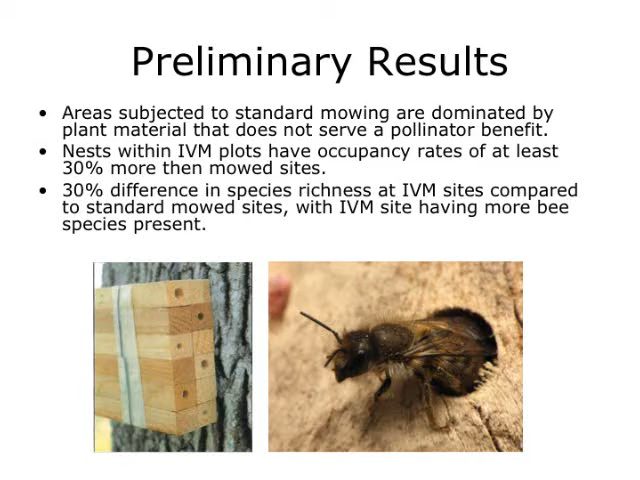 Preliminary Results
• Areas subjected to standard mowing are dominated by
plant material that does not serve a pollinator benefit.
• Nests within IVM plots have occupancy rates of at least
30% more then mowed sites.
• 30% difference in species richness at IVM sites compared
to standard mowed sites, with IVM site having more bee
species present.